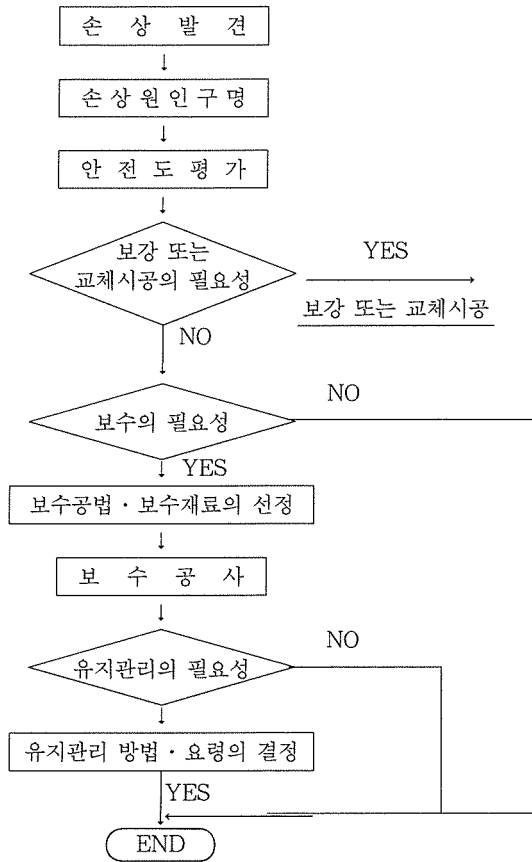 손 상 발 견
손 상 원 인 구 명
안 전 도 평 가
보강 또는
교체시공의 필요성
YES
보강 또는 교체시공
NO
보수의 필요성
NO
YES
보수공법 · 보수재료의 선정
보 수 공 사
유지관리의 필요성
NO
유지관리 방법 · 요령의 결정
YES
END